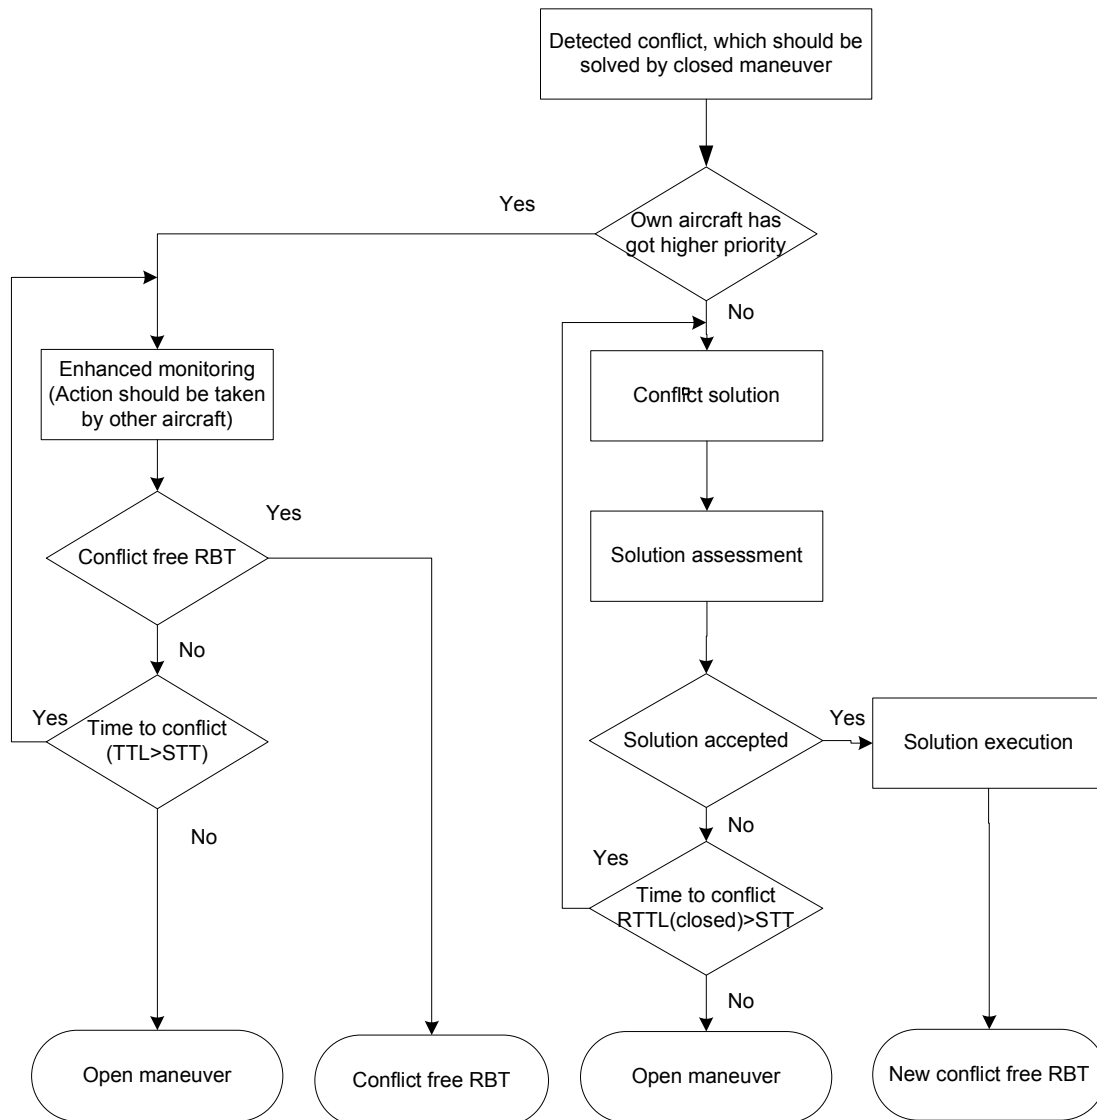 Detected conflict, which should be
solved by closed maneuver
Yes
Own aircraft has
got higher priority
No
Enhanced monitoring
(Action should be taken
by other aircraft)
Conflict solution
Yes
Conflict free RBT
Solution assessment
No
Yes
Time to conflict
(TTL>STT)
Solution accepted
Yes
Solution execution
No
No
Yes
Time to conflict
RTTL(closed)>STT
No
Open maneuver
Conflict free RBT
Open maneuver
New conflict free RBT